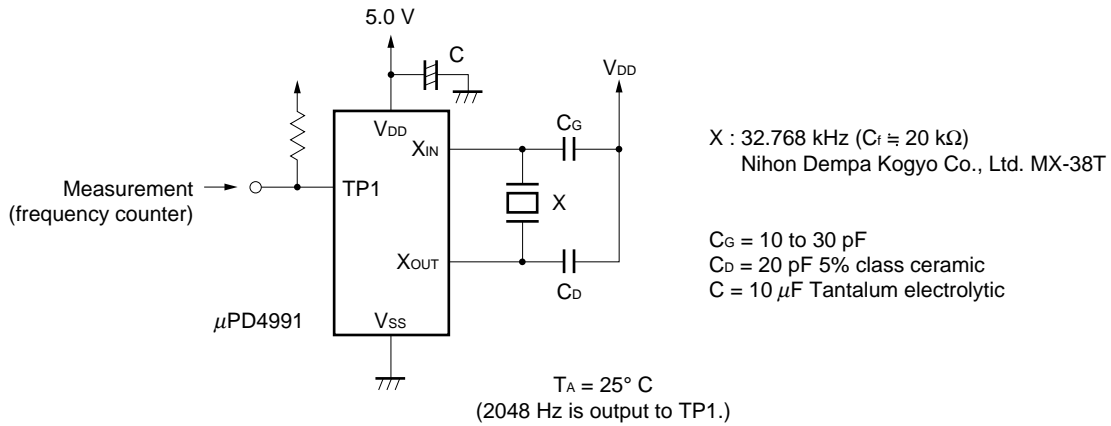 5.0 V
C
VDD
VDD
XIN
CG
X : 32.768 kHz (Cf ≒ 20 kΩ)
Nihon Dempa Kogyo Co., Ltd. MX-38T
Measurement
(frequency counter)
TP1
X
CG = 10 to 30 pF
CD = 20 pF 5% class ceramic
C = 10 μF Tantalum electrolytic
XOUT
CD
μPD4991
VSS
TA = 25° C
(2048 Hz is output to TP1.)